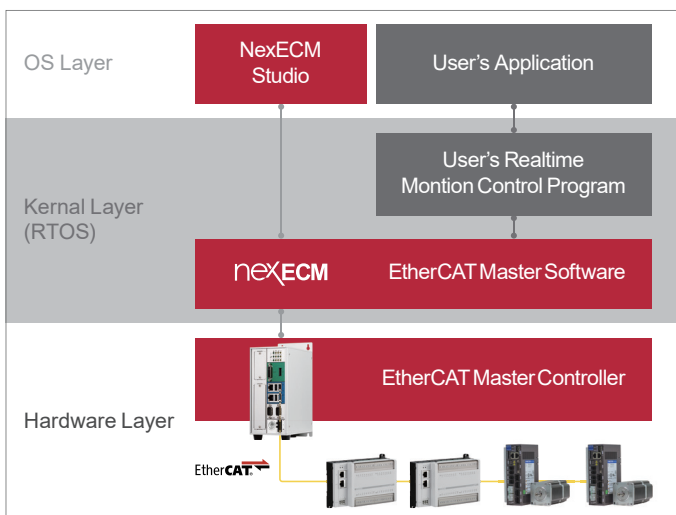 OS Layer
NexECM
Studio
User's Application
User's Realtime
Montion Control Program
Kernal Layer
(RTOS)
nexECM
EtherCAT Master Software
EtherCAT Master Controller
Hardware Layer
EtherCAT.